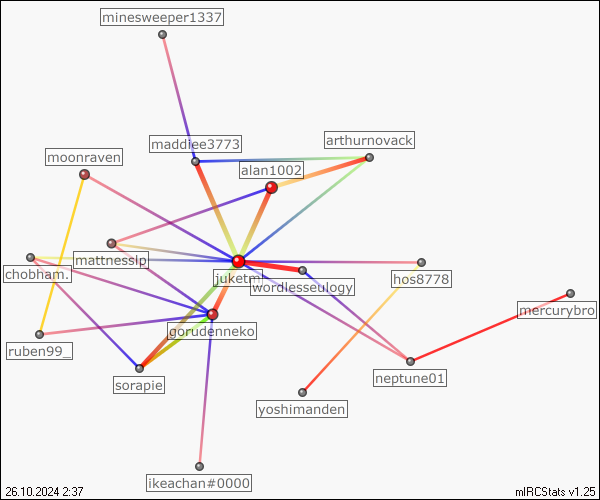 minesweeper1337
maddiee3773
arthurnovack
moonraven
alan1002
mattnesslp
chobham.
juketm
wordlesseulogy
hos8778
mercurybro
gorudenneko
ruben99_
sorapie
neptune01
yoshimanden
ikeachan#0000
26.10.2024 2:37
mIRCStats v1.25